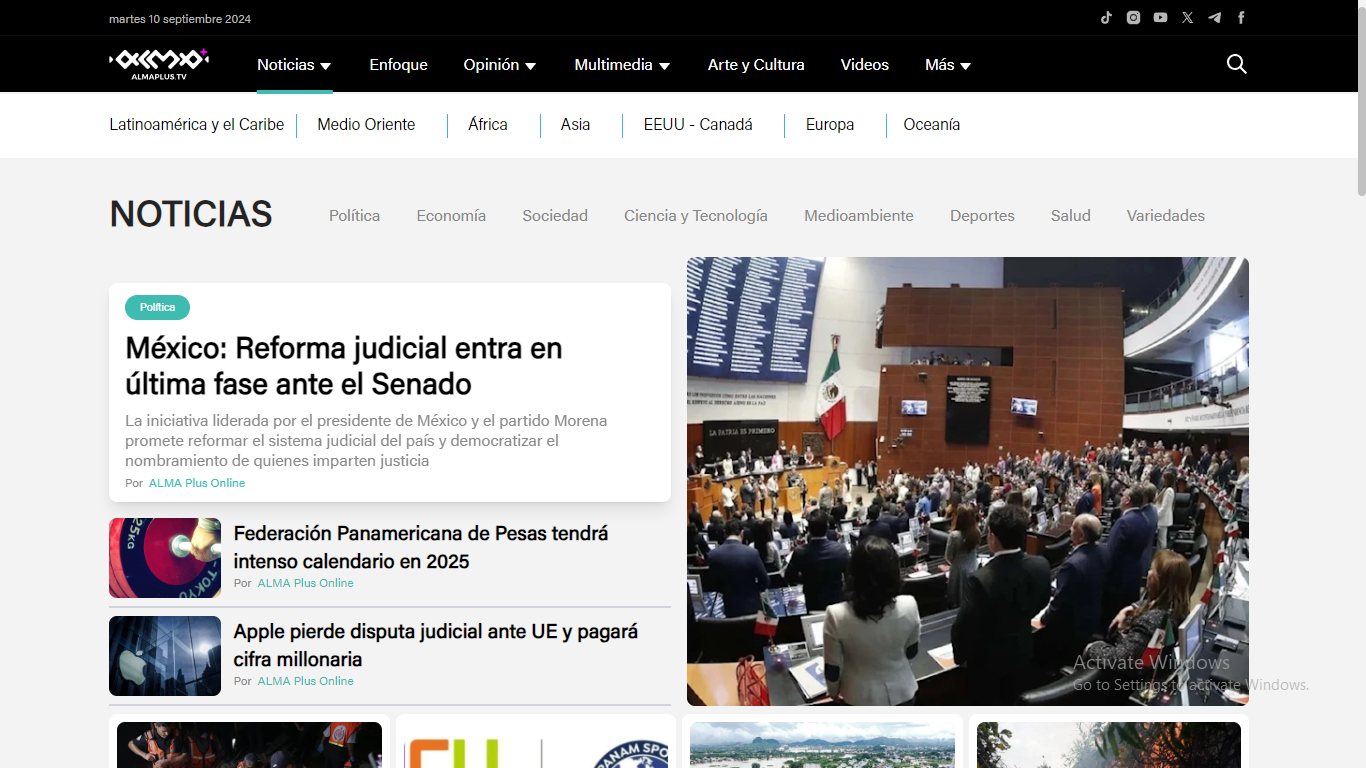 martes 10 septiembre 2024
ALMAPLUS.TV
Noticias
Enfoque
Opinión
Multimedia
Arte y Cultura
Videos
Más
Latinoamérica y el Caribe
Medio Oriente
África
Asia
EEUU - Canadá
Europa
Oceanía
NOTICIAS
Política
Economía
Sociedad
Ciencia y Tecnología
Medioambiente
Deportes
Salud
Variedades
Política
México: Reforma judicial entra en
última fase ante el Senado
La iniciativa liderada por el presidente de México y el partido Morena
promete reformar el sistema judicial del país y democratizar el
nombramiento de quienes imparten justicia
Por ALMA Plus Online
LA PATRIA ES PRIMERO
25KG
TOKYO
Federación Panamericana de Pesas tendrá
intenso calendario en 2025
Por ALMA Plus Online
Apple pierde disputa judicial ante UE y pagará
cifra millonaria
Por ALMA Plus Online
Activate Windows
Go to Settings to activate Windows.
PANAM SPO